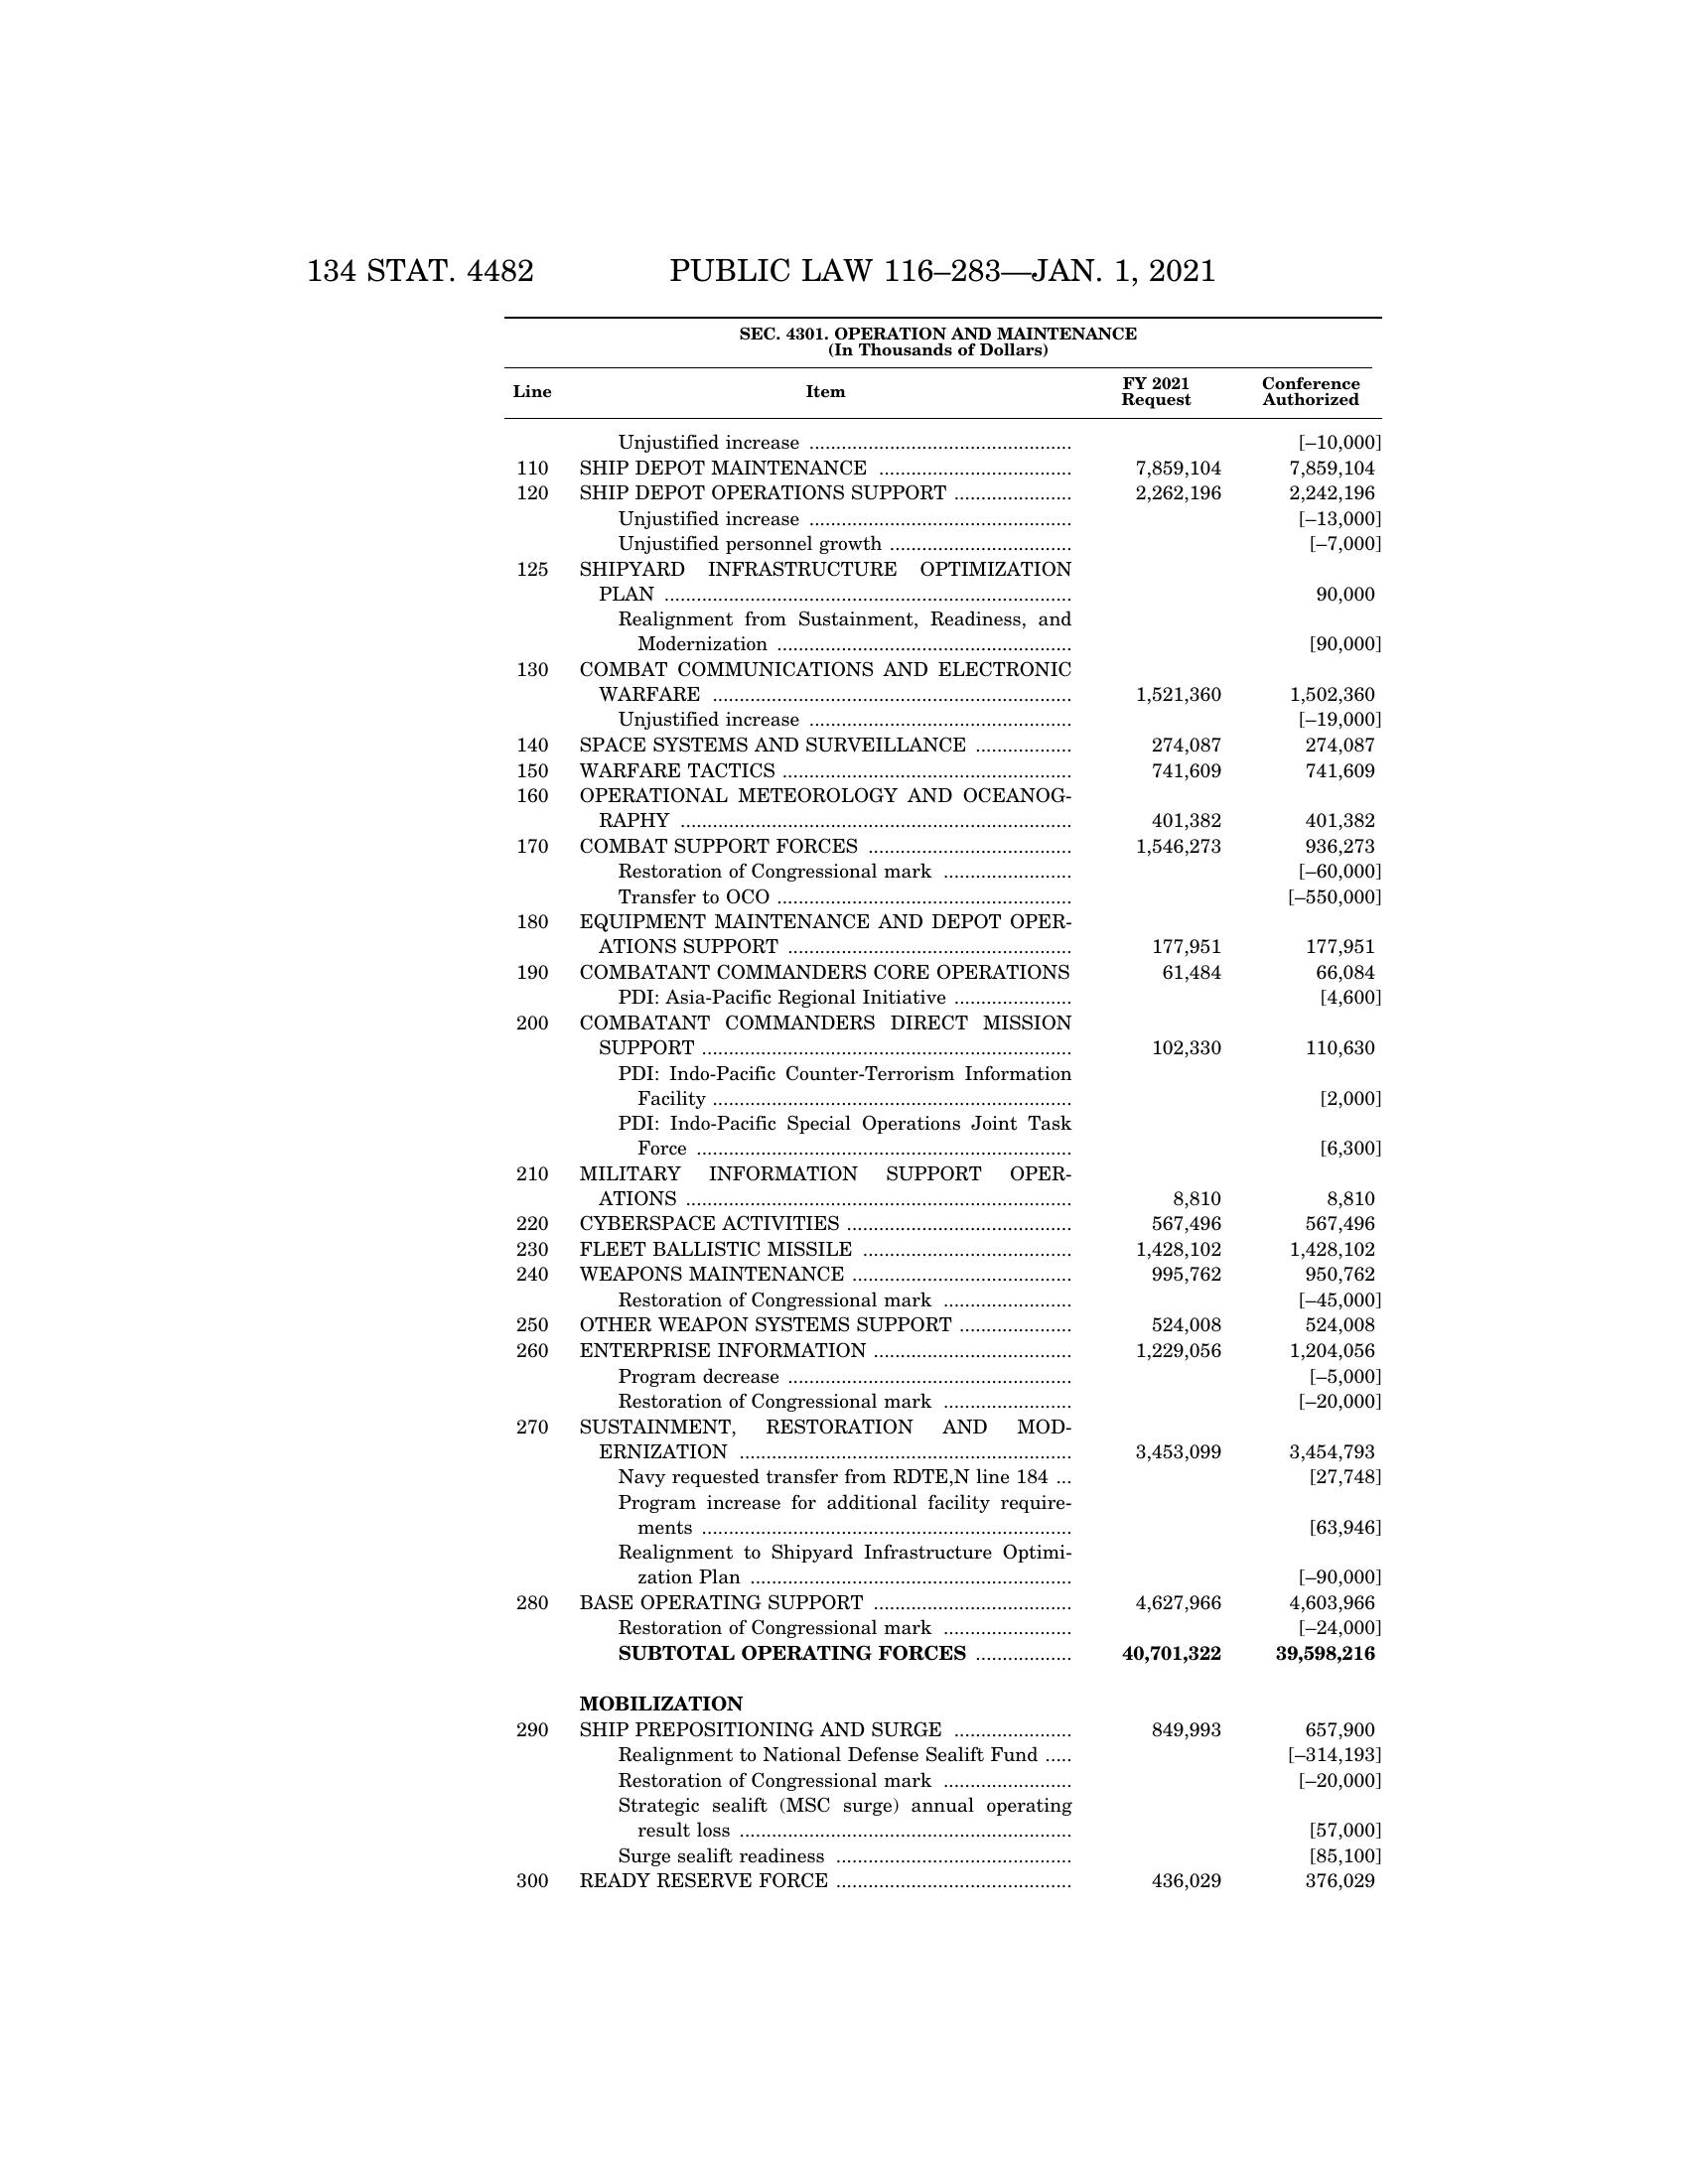 134 STAT. 4482 PUBLIC LAW 116–283—JAN. 1, 2021
SEC. 4301. OPERATION AND MAINTENANCE
(In Thousands of Dollars)
Line Item FY 2021 Request Conference Authorized
Unjustified increase ................................................. [–10,000]
110 SHIP DEPOT MAINTENANCE .................................... 7,859,104 7,859,104
120 SHIP DEPOT OPERATIONS SUPPORT ...................... 2,262,196 2,242,196
Unjustified increase ................................................. [–13,000]
Unjustified personnel growth .................................. [–7,000]
125 SHIPYARD INFRASTRUCTURE OPTIMIZATION
PLAN ............................................................................ 90,000
Realignment from Sustainment, Readiness, and
Modernization ....................................................... [90,000]
130 COMBAT COMMUNICATIONS AND ELECTRONIC
WARFARE ................................................................... 1,521,360 1,502,360
Unjustified increase ................................................. [–19,000]
140 SPACE SYSTEMS AND SURVEILLANCE .................. 274,087 274,087
150 WARFARE TACTICS ...................................................... 741,609 741,609
160 OPERATIONAL METEOROLOGY AND OCEANOG-
RAPHY ......................................................................... 401,382 401,382
170 COMBAT SUPPORT FORCES ...................................... 1,546,273 936,273
Restoration of Congressional mark ........................ [–60,000]
Transfer to OCO ....................................................... [–550,000]
180 EQUIPMENT MAINTENANCE AND DEPOT OPER-
ATIONS SUPPORT ..................................................... 177,951 177,951
190 COMBATANT COMMANDERS CORE OPERATIONS 61,484 66,084
PDI: Asia-Pacific Regional Initiative ...................... [4,600]
200 COMBATANT COMMANDERS DIRECT MISSION
SUPPORT ..................................................................... 102,330 110,630
PDI: Indo-Pacific Counter-Terrorism Information
Facility ................................................................... [2,000]
PDI: Indo-Pacific Special Operations Joint Task
Force ...................................................................... [6,300]
210 MILITARY INFORMATION SUPPORT OPER-
ATIONS ........................................................................ 8,810 8,810
220 CYBERSPACE ACTIVITIES .......................................... 567,496 567,496
230 FLEET BALLISTIC MISSILE ....................................... 1,428,102 1,428,102
240 WEAPONS MAINTENANCE ......................................... 995,762 950,762
Restoration of Congressional mark ........................ [–45,000]
250 OTHER WEAPON SYSTEMS SUPPORT ..................... 524,008 524,008
260 ENTERPRISE INFORMATION ..................................... 1,229,056 1,204,056
Program decrease ..................................................... [–5,000]
Restoration of Congressional mark ........................ [–20,000]
270 SUSTAINMENT, RESTORATION AND MOD-
ERNIZATION .............................................................. 3,453,099 3,454,793
Navy requested transfer from RDTE,N line 184 ... [27,748]
Program increase for additional facility require-
ments ..................................................................... [63,946]
Realignment to Shipyard Infrastructure Optimi-
zation Plan ............................................................ [–90,000]
280 BASE OPERATING SUPPORT ..................................... 4,627,966 4,603,966
Restoration of Congressional mark ........................ [–24,000]
SUBTOTAL OPERATING FORCES .................. 40,701,322 39,598,216
MOBILIZATION
290 SHIP PREPOSITIONING AND SURGE ...................... 849,993 657,900
Realignment to National Defense Sealift Fund ..... [–314,193]
Restoration of Congressional mark ........................ [–20,000]
Strategic sealift (MSC surge) annual operating
result loss .............................................................. [57,000]
Surge sealift readiness ............................................ [85,100]
300 READY RESERVE FORCE ............................................ 436,029 376,029